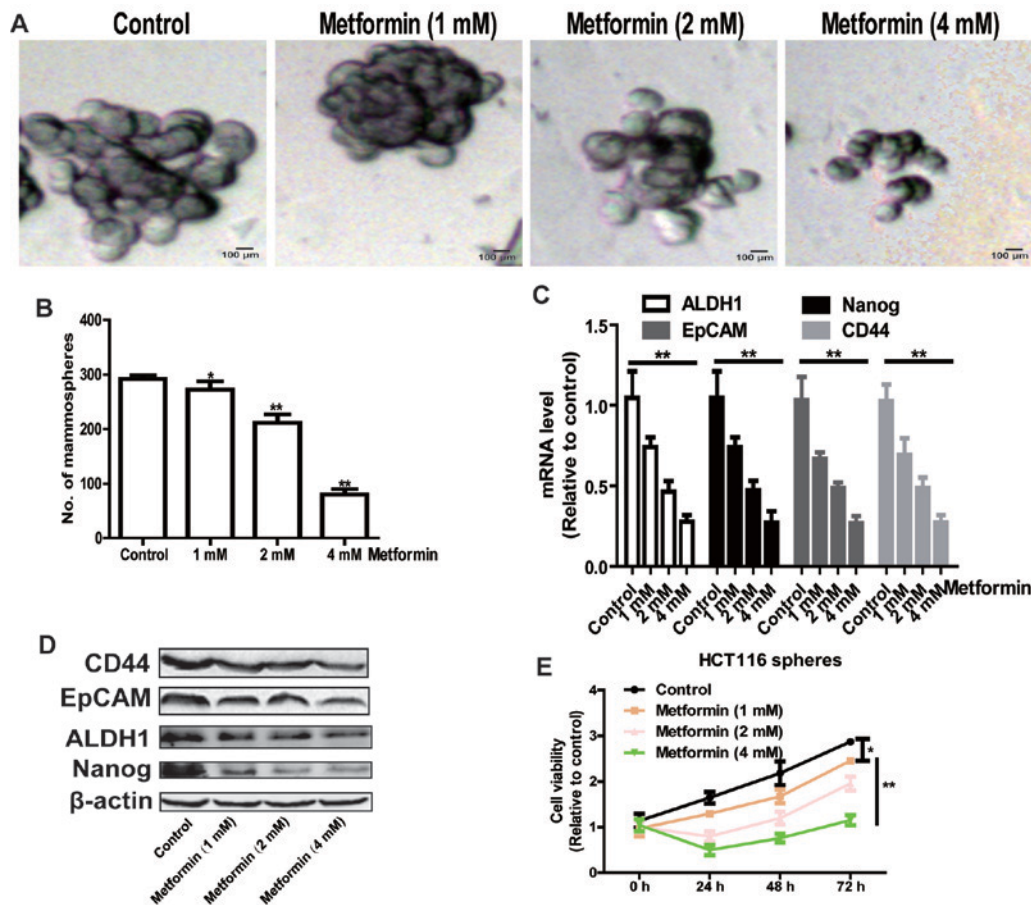 A
Control
Metformin (1 mM)
Metformin (2 mM)
Metformin (4 mM)
100 µm
100 µm
100 µm
100 µm
B
No. of mammospheres
400
300
200
100
0
*
**
**
Control 1 mM 2 mM 4 mM Metformin
C
ALDH1
Nanog
EpCAM
CD44
mRNA level
(Relative to control)
1.5
1.0
0.5
0.0
** ** ** **
Control 1 mM 2 mM 4 mM Control 1 mM 2 mM 4 mM Control 1 mM 2 mM 4 mM Control 1 mM 2 mM 4 mM Metformin
D
CD44
EpCAM
ALDH1
Nanog
β-actin
Control
Metformin (1 mM)
Metformin (2 mM)
Metformin (4 mM)
E
HCT116 spheres
Cell viability
(Relative to control)
4
3
2
1
0
Control
Metformin (1 mM)
Metformin (2 mM)
Metformin (4 mM)
*
**
0 h 24 h 48 h 72 h